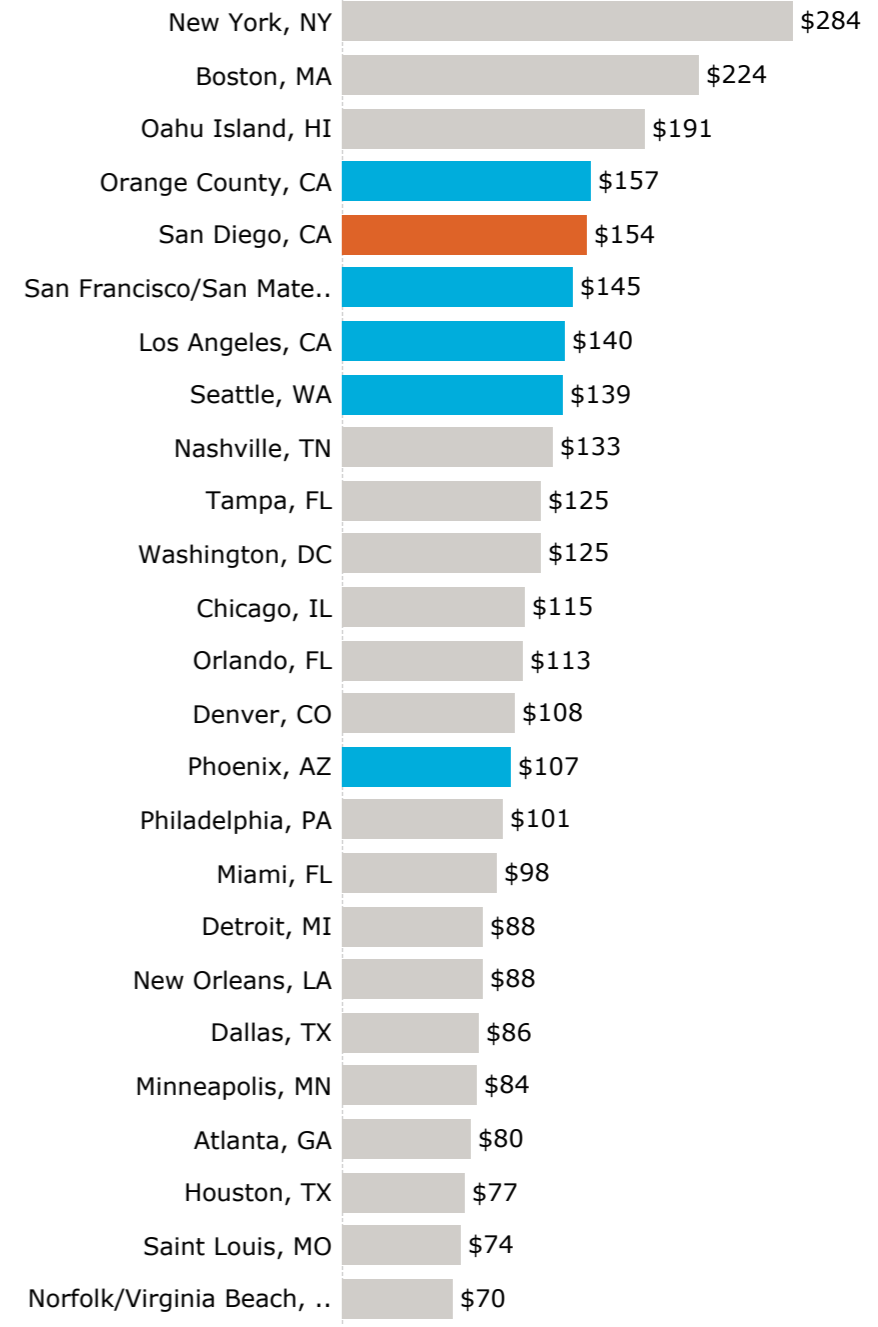 New York, NY $284
Boston, MA $224
Oahu Island, HI $191
Orange County, CA $157
San Diego, CA $154
San Francisco/San Mate.. $145
Los Angeles, CA $140
Seattle, WA $139
Nashville, TN $133
Tampa, FL $125
Washington, DC $125
Chicago, IL $115
Orlando, FL $113
Denver, CO $108
Phoenix, AZ $107
Philadelphia, PA $101
Miami, FL $98
Detroit, MI $88
New Orleans, LA $88
Dallas, TX $86
Minneapolis, MN $84
Atlanta, GA $80
Houston, TX $77
Saint Louis, MO $74
Norfolk/Virginia Beach, .. $70